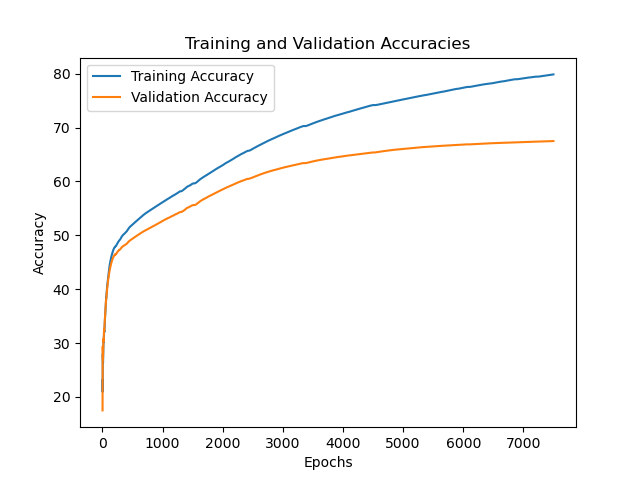 Training and Validation Accuracies
Training Accuracy
Validation Accuracy
80
70
60
50
40
30
20
Accuracy
0 1000 2000 3000 4000 5000 6000 7000
Epochs